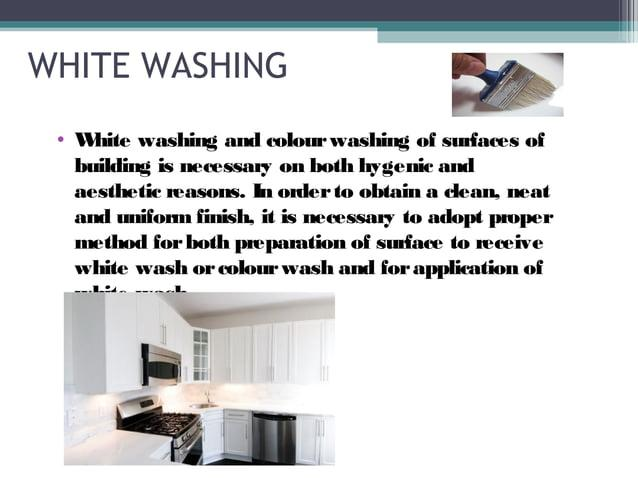 WHITE WASHING
• White washing and colour washing of surfaces of
building is necessary on both hygenic and
aesthetic reasons. In order to obtain a clean, neat
and uniform finish, it is necessary to adopt proper
method for both preparation of surface to receive
white wash or colour wash and for application of
white wash